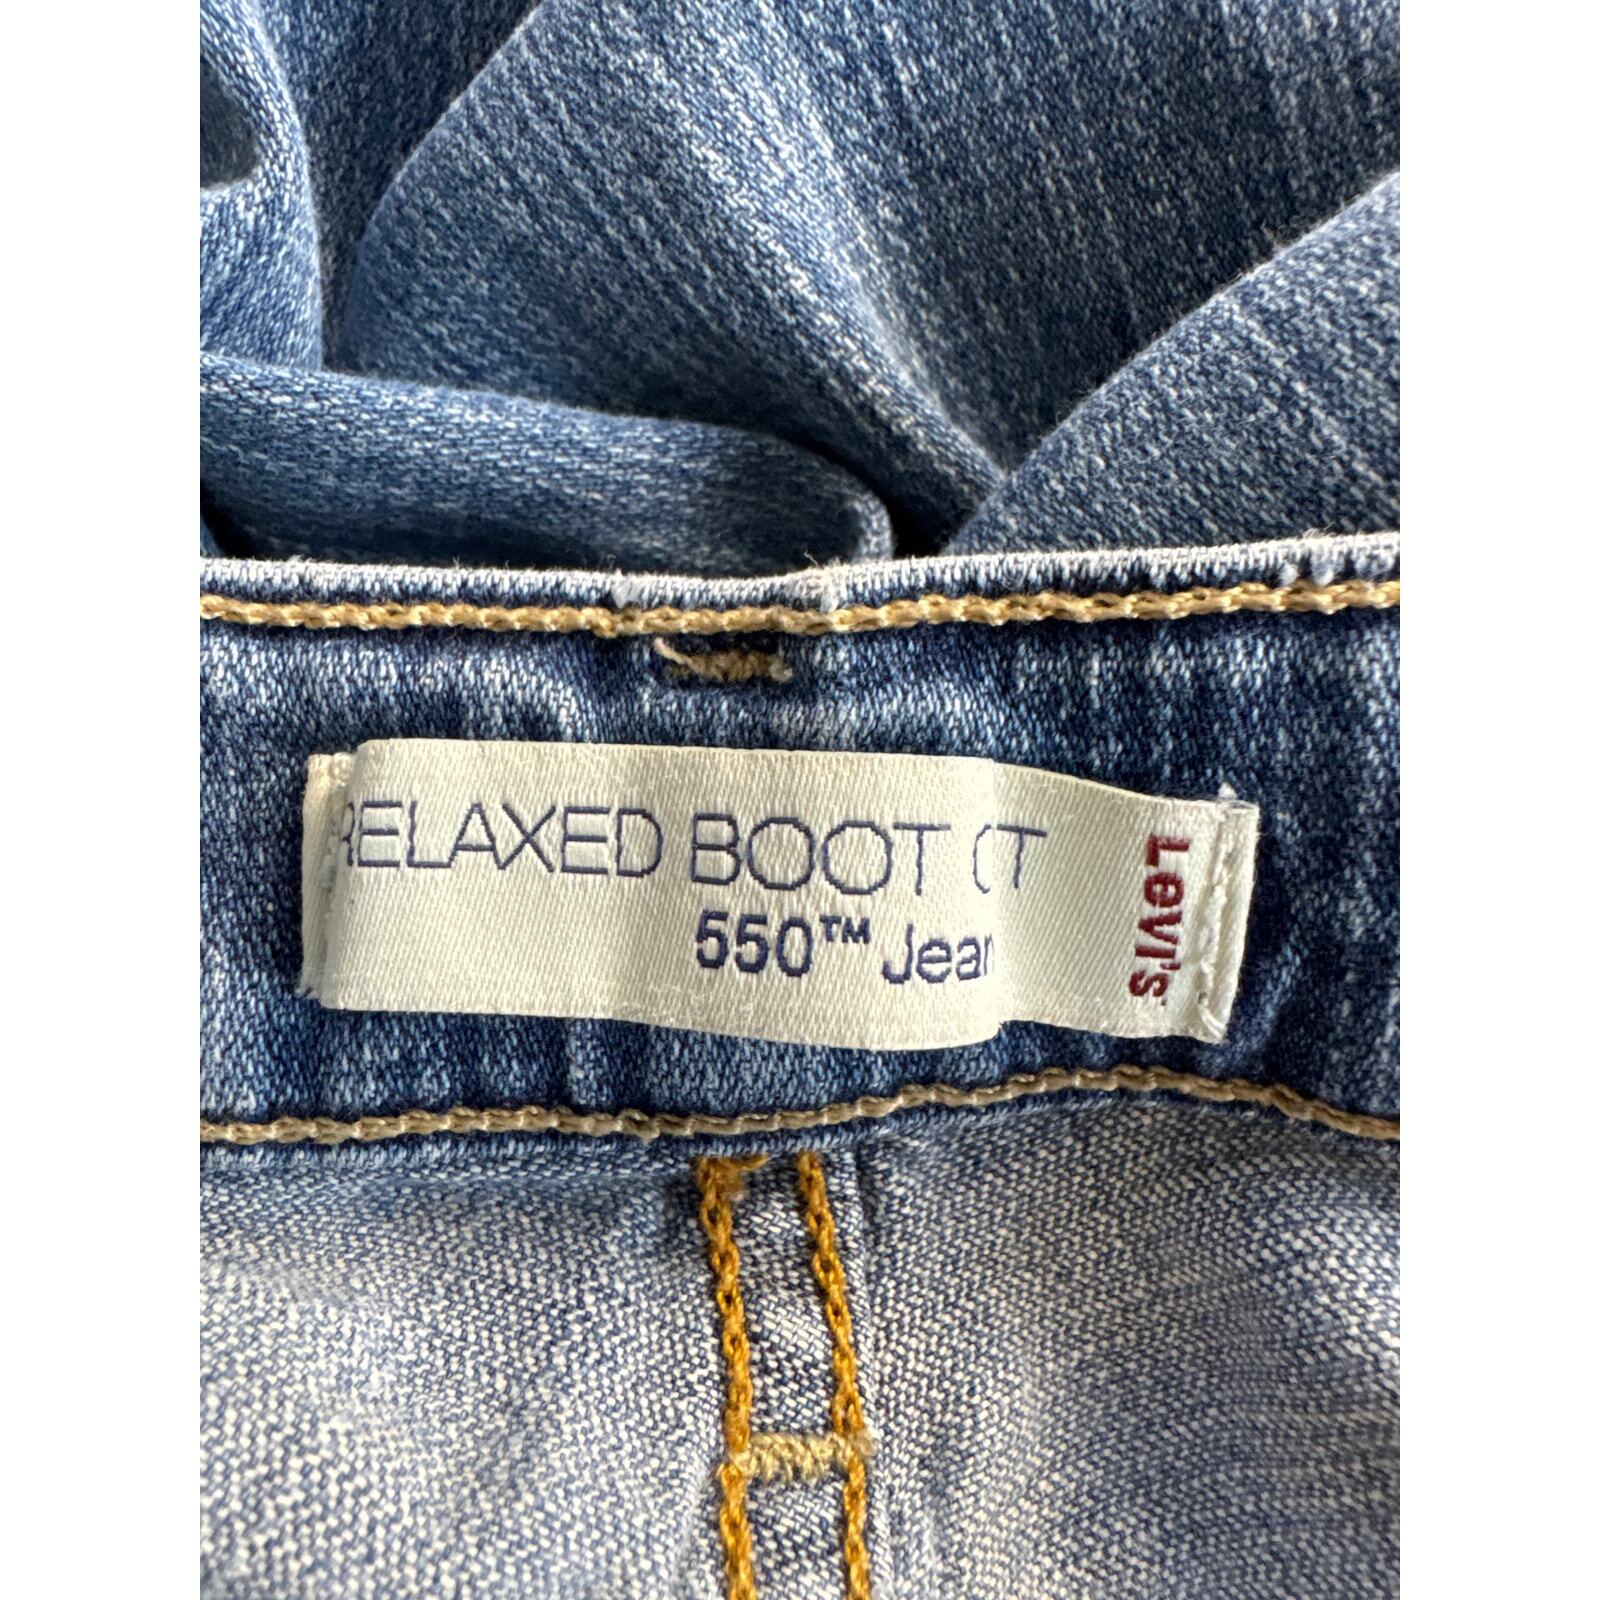 RELAXED BOOT CT
550™ Jean
Levi's